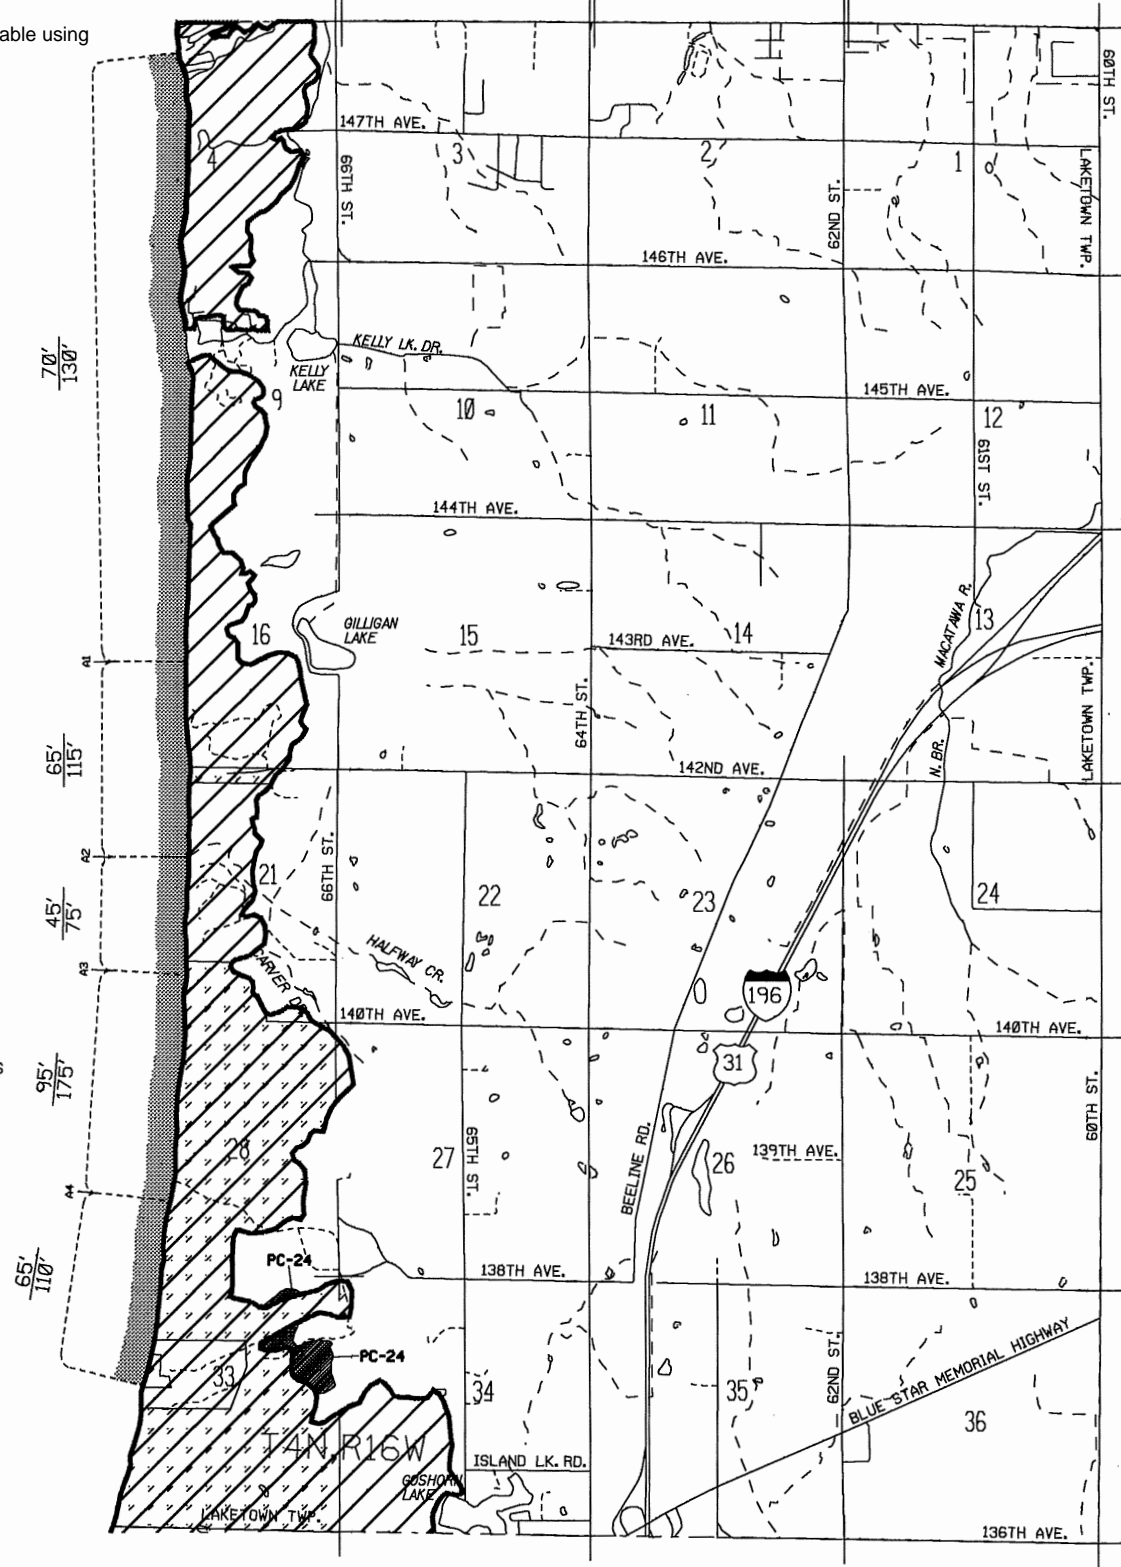 able using
60TH ST.
147TH AVE.
4
3
2
1
66TH ST.
62ND ST.
LAKETOWN TWP.
146TH AVE.
70'
130'
KELLY LK. DR.
KELLY
LAKE
145TH AVE.
9
10
11
12
61ST ST.
144TH AVE.
MACATAWA R.
13
GILLIGAN
LAKE
16
15
143RD AVE.
14
A1
LAKETOWN TWP.
64TH ST.
65'
115'
142ND AVE.
N. BR.
A2
66TH ST.
21
22
23
24
45'
75'
HALFWAY CR.
A3
CARVER DR.
196
140TH AVE.
140TH AVE.
31
95'
175'
60TH ST.
BEELINE RD.
28
27
65TH ST.
26
139TH AVE.
25
A4
PC-24
138TH AVE.
138TH AVE.
65'
110'
PC-24
33
34
35
62ND ST.
BLUE STAR MEMORIAL HIGHWAY
36
T4N, R16W
ISLAND LK. RD.
GOSHORN
LAKE
LAKETOWN TWP.
136TH AVE.